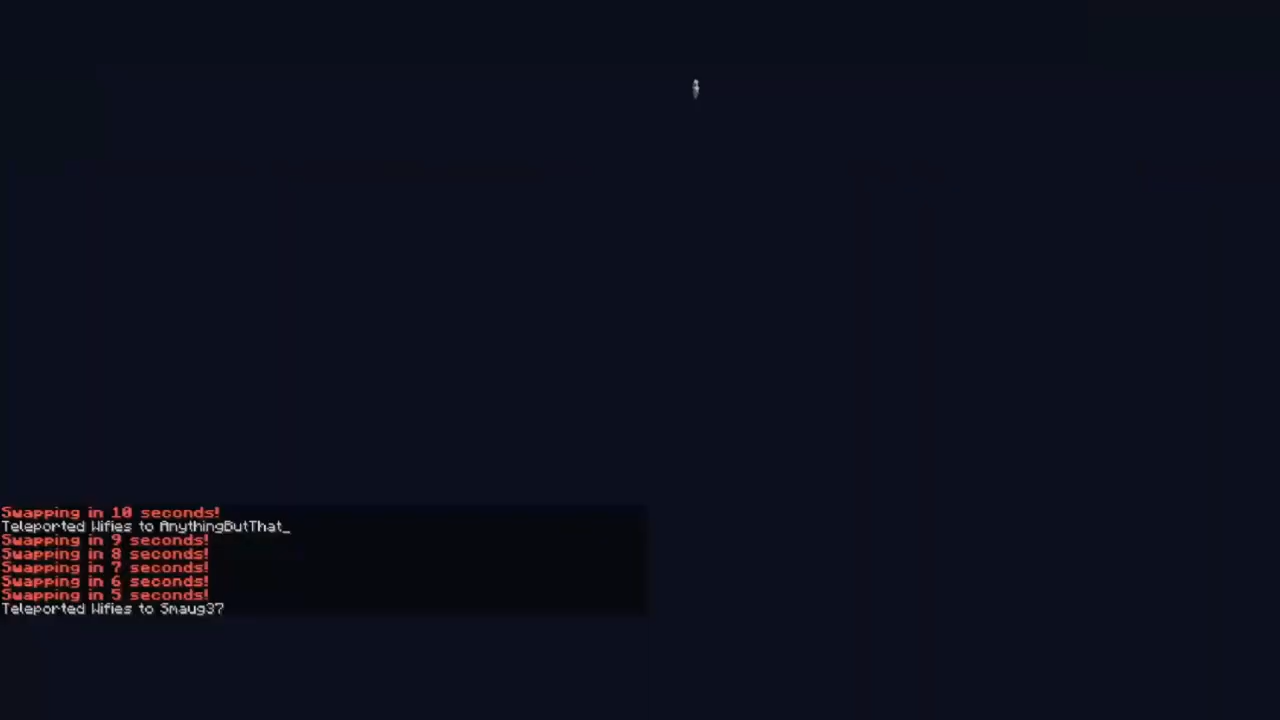 Swapping in 10 seconds!
Teleported Wifies to AnythingButThat_
Swapping in 9 seconds!
Swapping in 8 seconds!
Swapping in 7 seconds!
Swapping in 6 seconds!
Swapping in 5 seconds!
Teleported Wifies to Smaug37